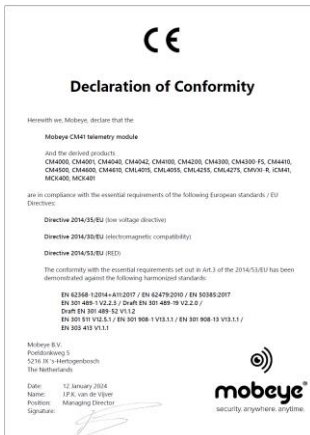 CE
Declaration of Conformity
Herewith we, Mobeye, declare that the
Mobeye CM41 telemetry module
And the derived products
CM4000, CM4001, CM4040, CM4042, CM4100, CM4200, CM4300, CM4300-FS, CM4410,
CM4500, CM4600, CM4610, CML4015, CML4055, CML4255, CML4275, CMVXI-R, iCM41,
MCK400, MCK401
are in compliance with the essential requirements of the following European standards / EU
Directives:
Directive 2014/35/EU (low voltage directive)
Directive 2014/30/EU (electromagnetic compatibility)
Directive 2014/53/EU (RED)
The conformity with the essential requirements set out in Art.3 of the 2014/53/EU has been
demonstrated against the following harmonized standards:
EN 62368-1:2014+A11:2017 / EN 62479:2010 / EN 50385:2017
EN 301 489-1 V2.2.3 / Draft EN 301 489-19 V2.2.0 /
Draft EN 301 489-52 V1.1.2
EN 301 511 V12.5.1 / EN 301 908-1 V13.1.1 / EN 301 908-13 V13.1.1 /
EN 303 413 V1.1.1
Mobeye B.V.
Poeldonkweg 5
5216 JX 's-Hertogenbosch
The Netherlands
Date: 12 January 2024
Name: J.P.K. van de Vijver
Position: Managing Director
Signature:
mobeye®
security. anywhere. anytime.